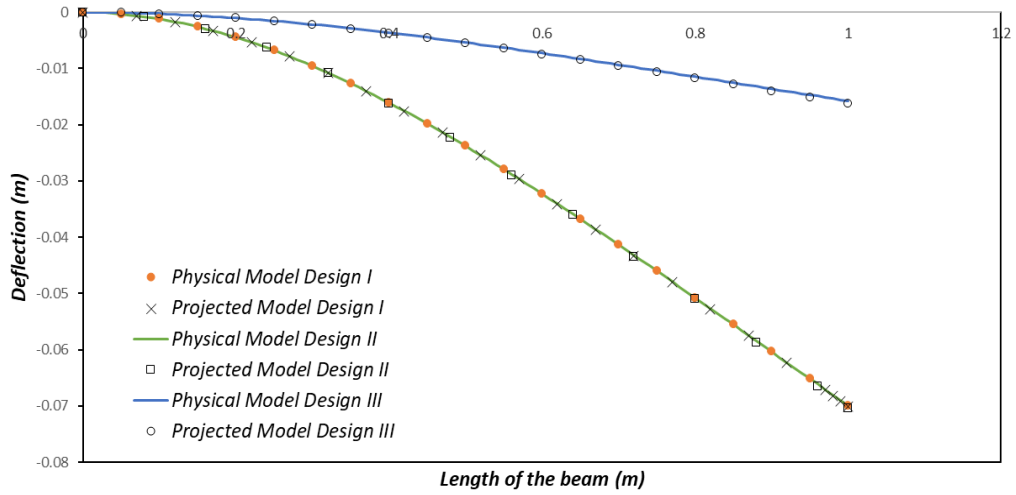 0
0 0.2 0.4 0.6 0.8 1 1.2
-0.01
-0.02
-0.03
-0.04
-0.05
-0.06
-0.07
-0.08
Deflection (m)
Physical Model Design I
Projected Model Design I
Physical Model Design II
Projected Model Design II
Physical Model Design III
Projected Model Design III
Length of the beam (m)